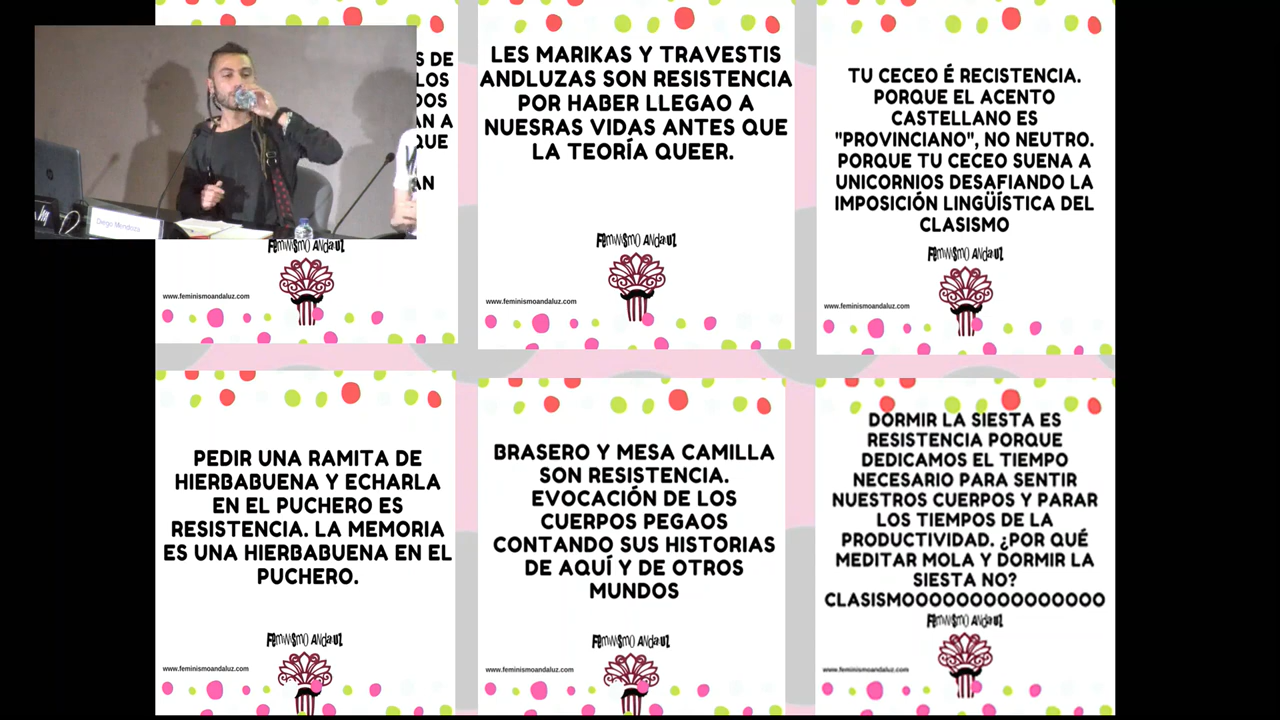 S DE
LOS
DOS
AN A
QUE
AN
Diego Mendoza
FEMINISMO ANDALUZ
www.feminismoandaluz.com
LES MARIKAS Y TRAVESTIS
ANDLUZAS SON RESISTENCIA
POR HABER LLEGAO A
NUESRAS VIDAS ANTES QUE
LA TEORÍA QUEER.
FEMINISMO ANDALUZ
www.feminismoandaluz.com
TU CECEO É RECISTENCIA.
PORQUE EL ACENTO
CASTELLANO ES
"PROVINCIANO", NO NEUTRO.
PORQUE TU CECEO SUENA A
UNICORNIOS DESAFIANDO LA
IMPOSICIÓN LINGÜÍSTICA DEL
CLASISMO
FEMINISMO ANDALUZ
www.feminismoandaluz.com
PEDIR UNA RAMITA DE
HIERBABUENA Y ECHARLA
EN EL PUCHERO ES
RESISTENCIA. LA MEMORIA
ES UNA HIERBABUENA EN EL
PUCHERO.
FEMINISMO ANDALUZ
www.feminismoandaluz.com
BRASERO Y MESA CAMILLA
SON RESISTENCIA.
EVOCACIÓN DE LOS
CUERPOS PEGAOS
CONTANDO SUS HISTORIAS
DE AQUÍ Y DE OTROS
MUNDOS
FEMINISMO ANDALUZ
www.feminismoandaluz.com
DORMIR LA SIESTA ES
RESISTENCIA PORQUE
DEDICAMOS EL TIEMPO
NECESARIO PARA SENTIR
NUESTROS CUERPOS Y PARAR
LOS TIEMPOS DE LA
PRODUCTIVIDAD. ¿POR QUÉ
MEDITAR MOLA Y DORMIR LA
SIESTA NO?
CLASISMOOOOOOOOOOOOOOOO
FEMINISMO ANDALUZ
www.feminismoandaluz.com